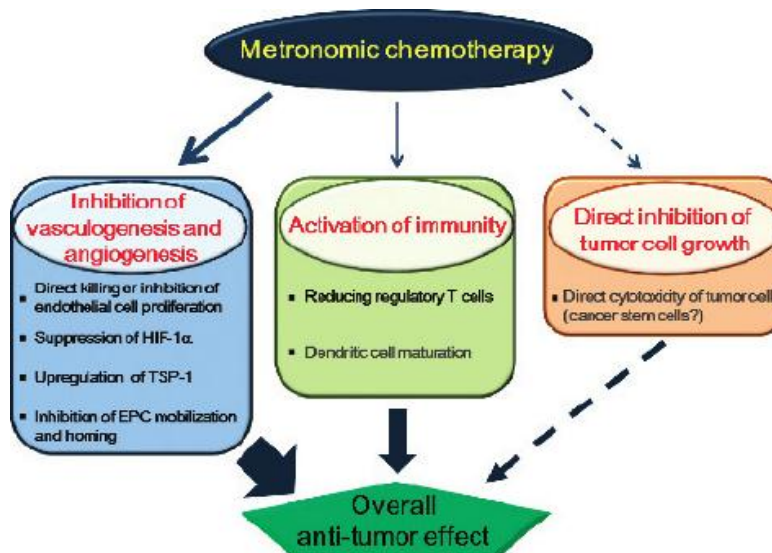 Metronomic chemotherapy
Inhibition of
vasculogenesis and
angiogenesis
▪ Direct killing or inhibition of
endothelial cell proliferation
▪ Suppression of HIF-1α
▪ Upregulation of TSP-1
▪ Inhibition of EPC mobilization
and homing
Activation of immunity
▪ Reducing regulatory T cells
▪ Dendritic cell maturation
Direct inhibition of
tumor cell growth
▪ Direct cytotoxicity of tumor cell
(cancer stem cells?)
Overall
anti-tumor effect